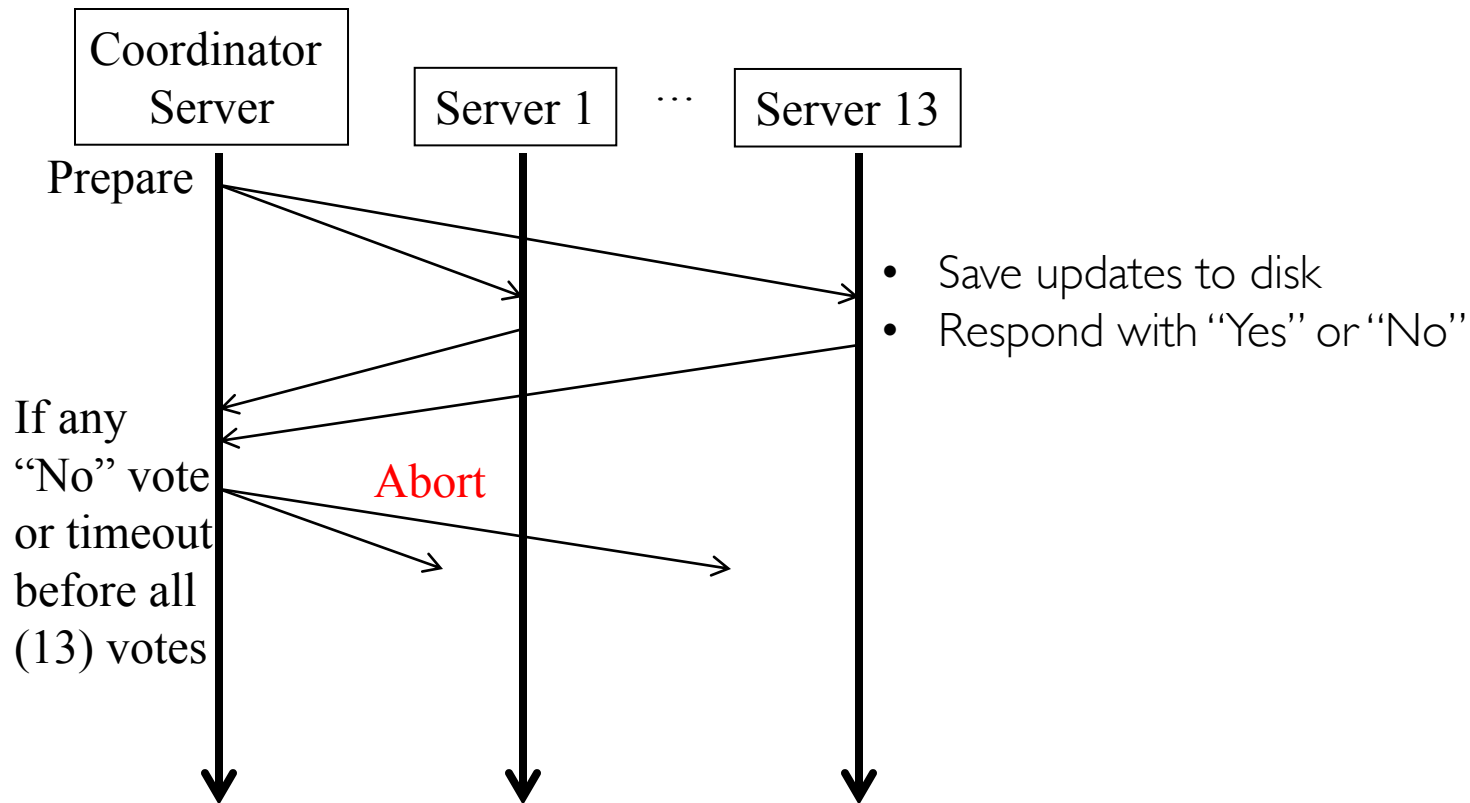 Coordinator
Server
Server 1
…
Server 13
Prepare
• Save updates to disk
• Respond with “Yes” or “No”
If any
“No” vote
or timeout
before all
(13) votes
Abort